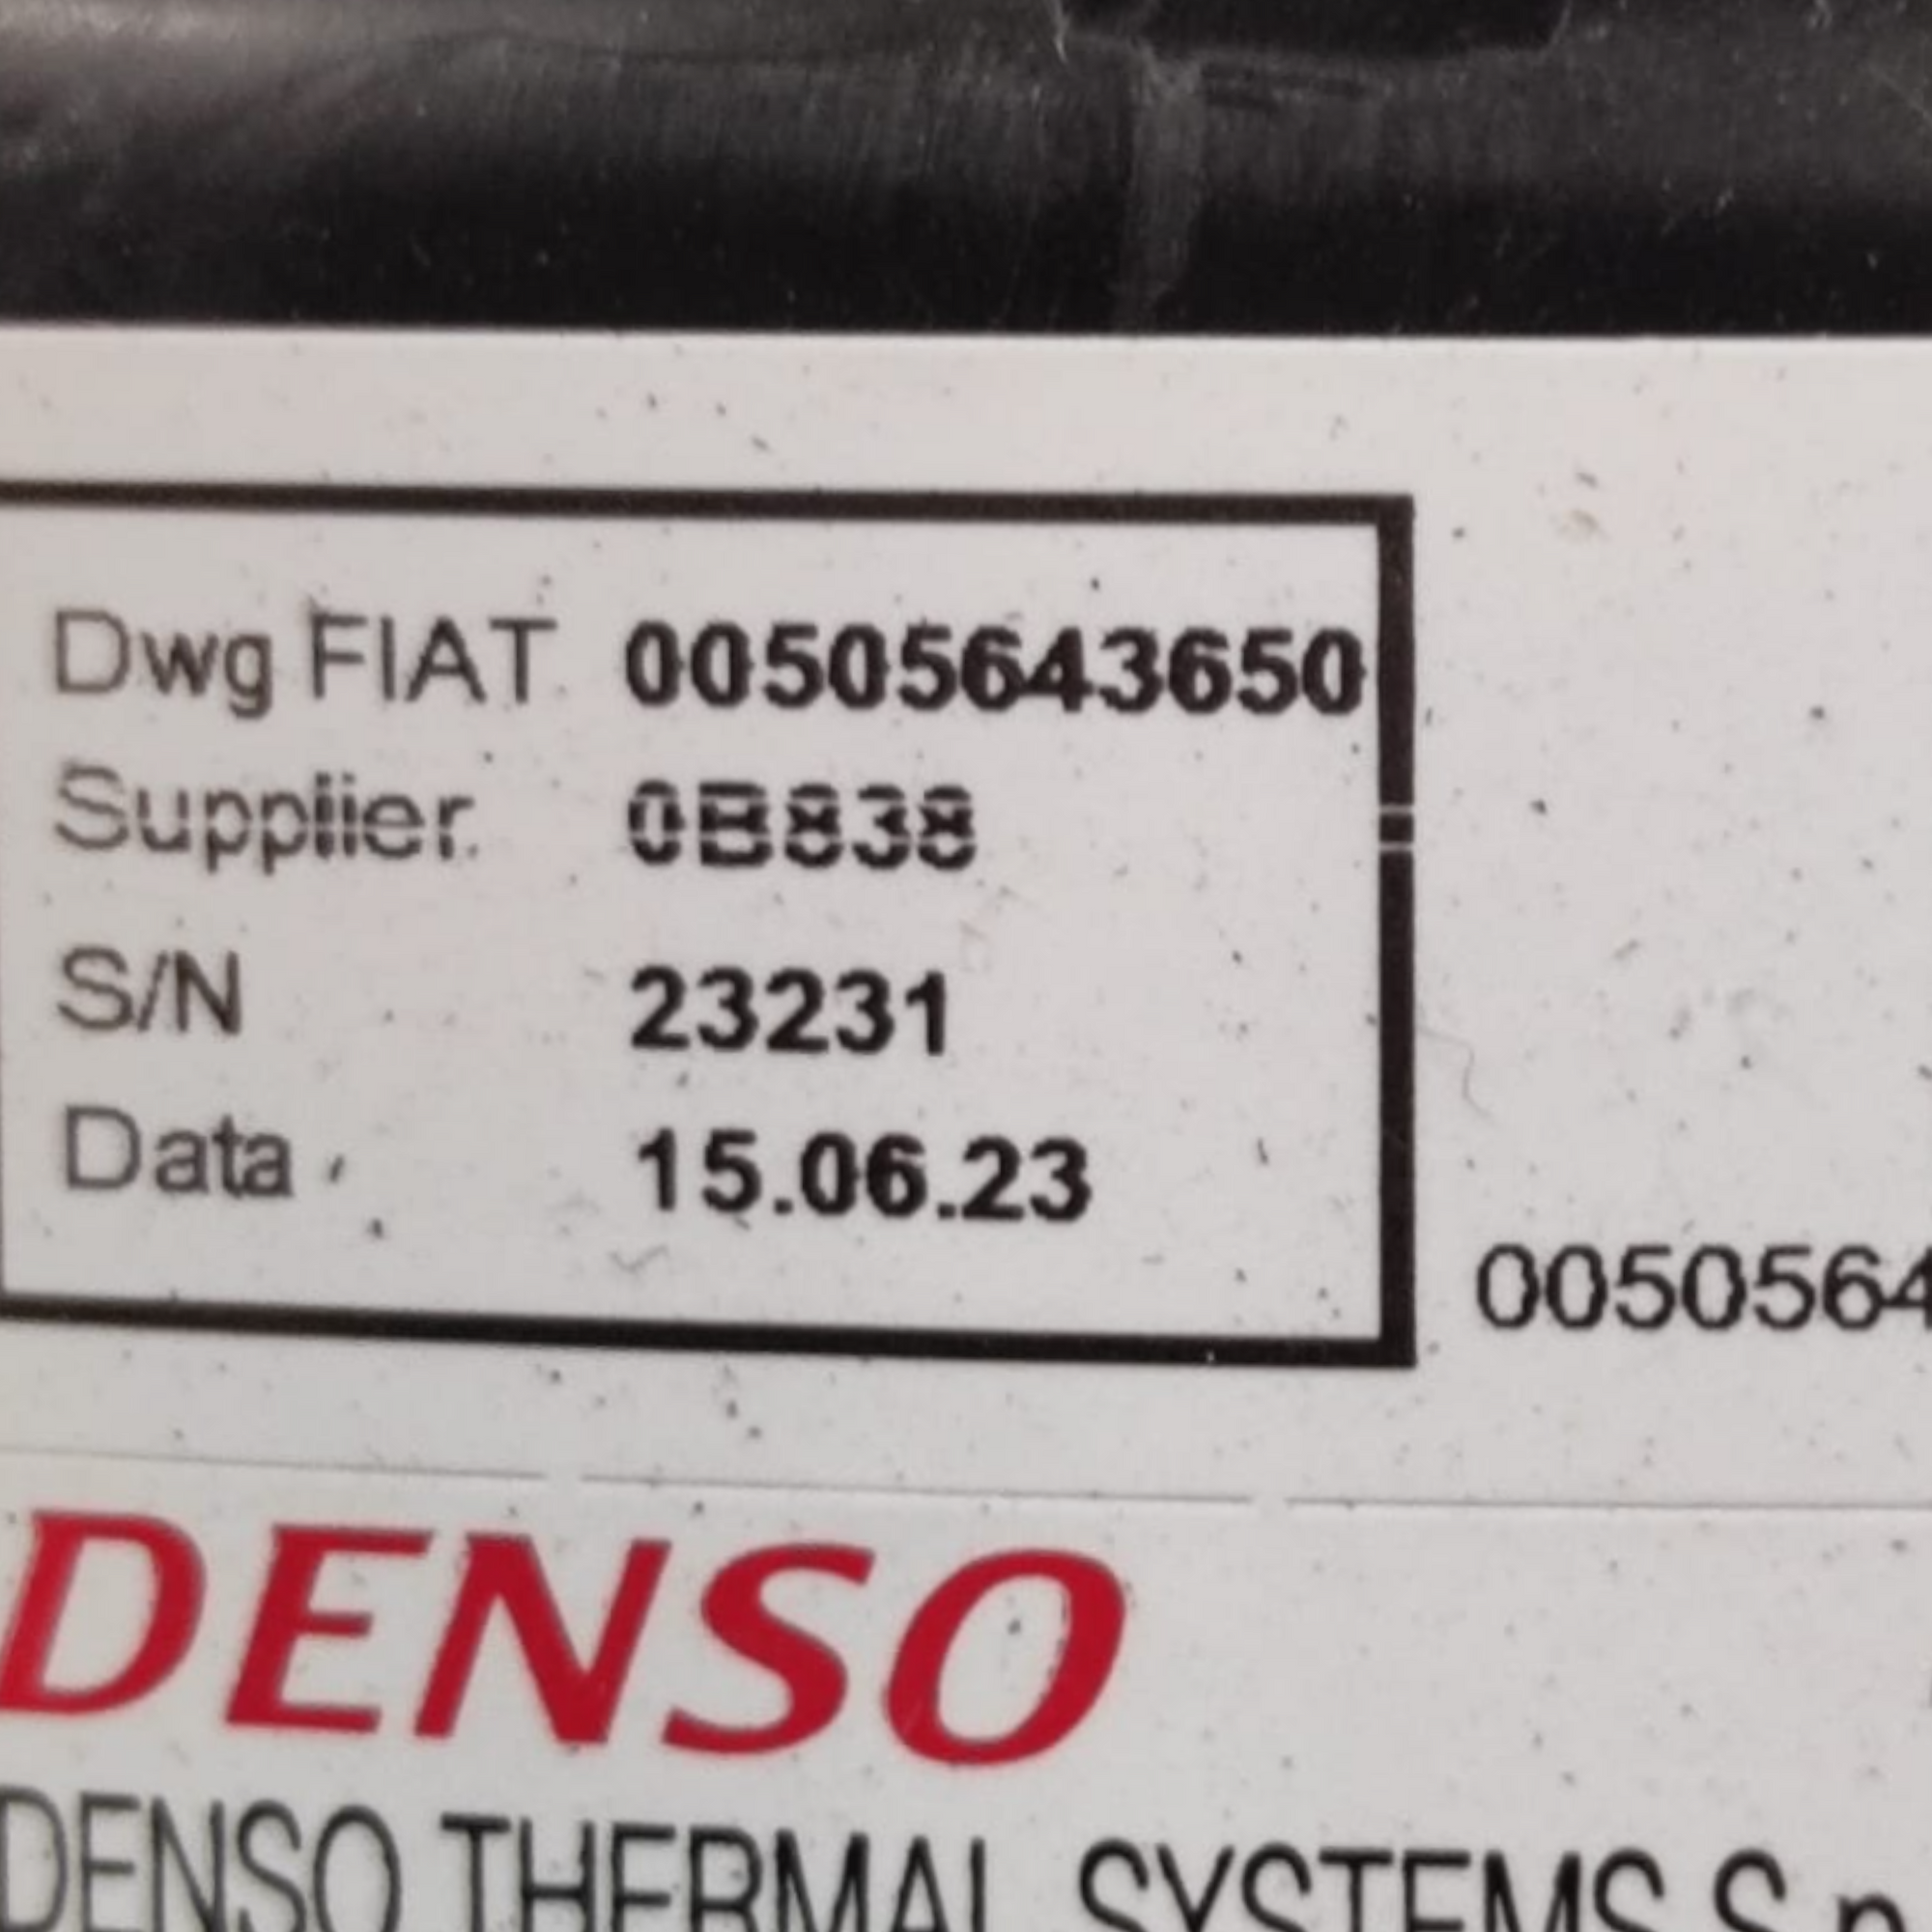 Dwg FIAT 00505643650
Supplier 0B838
S/N 23231
Data 15.06.23
0050564
DENSO
DENSO THERMAL SYSTEMS S.p